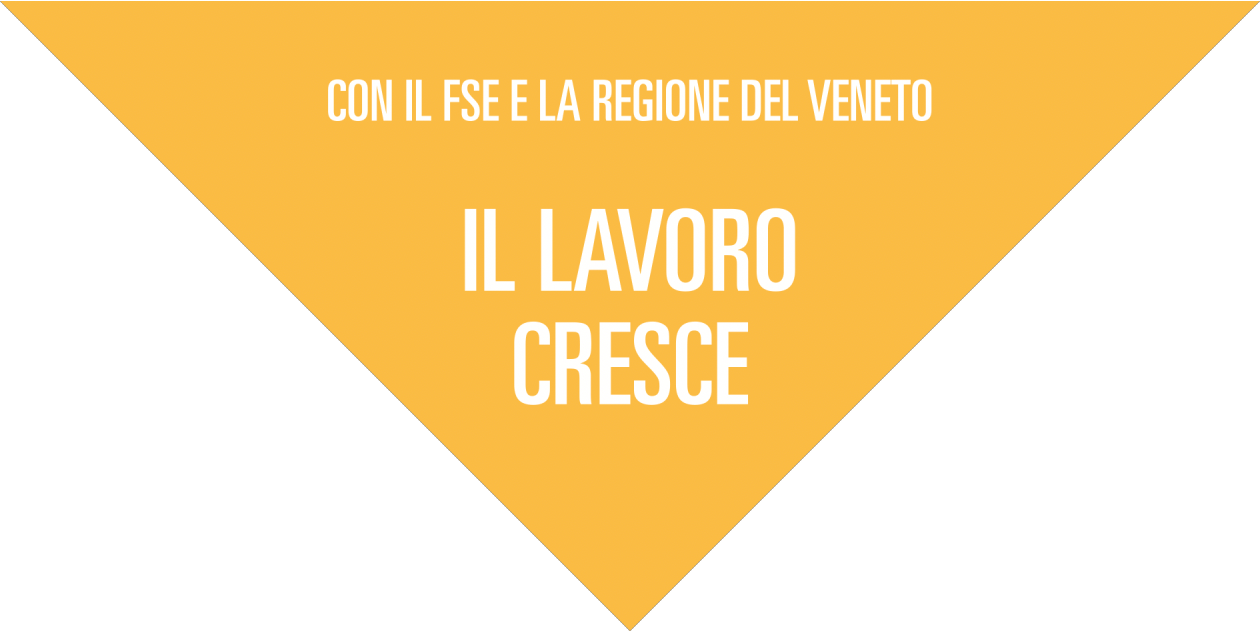 CON IL FSE E LA REGIONE DEL VENETO
IL LAVORO
CRESCE